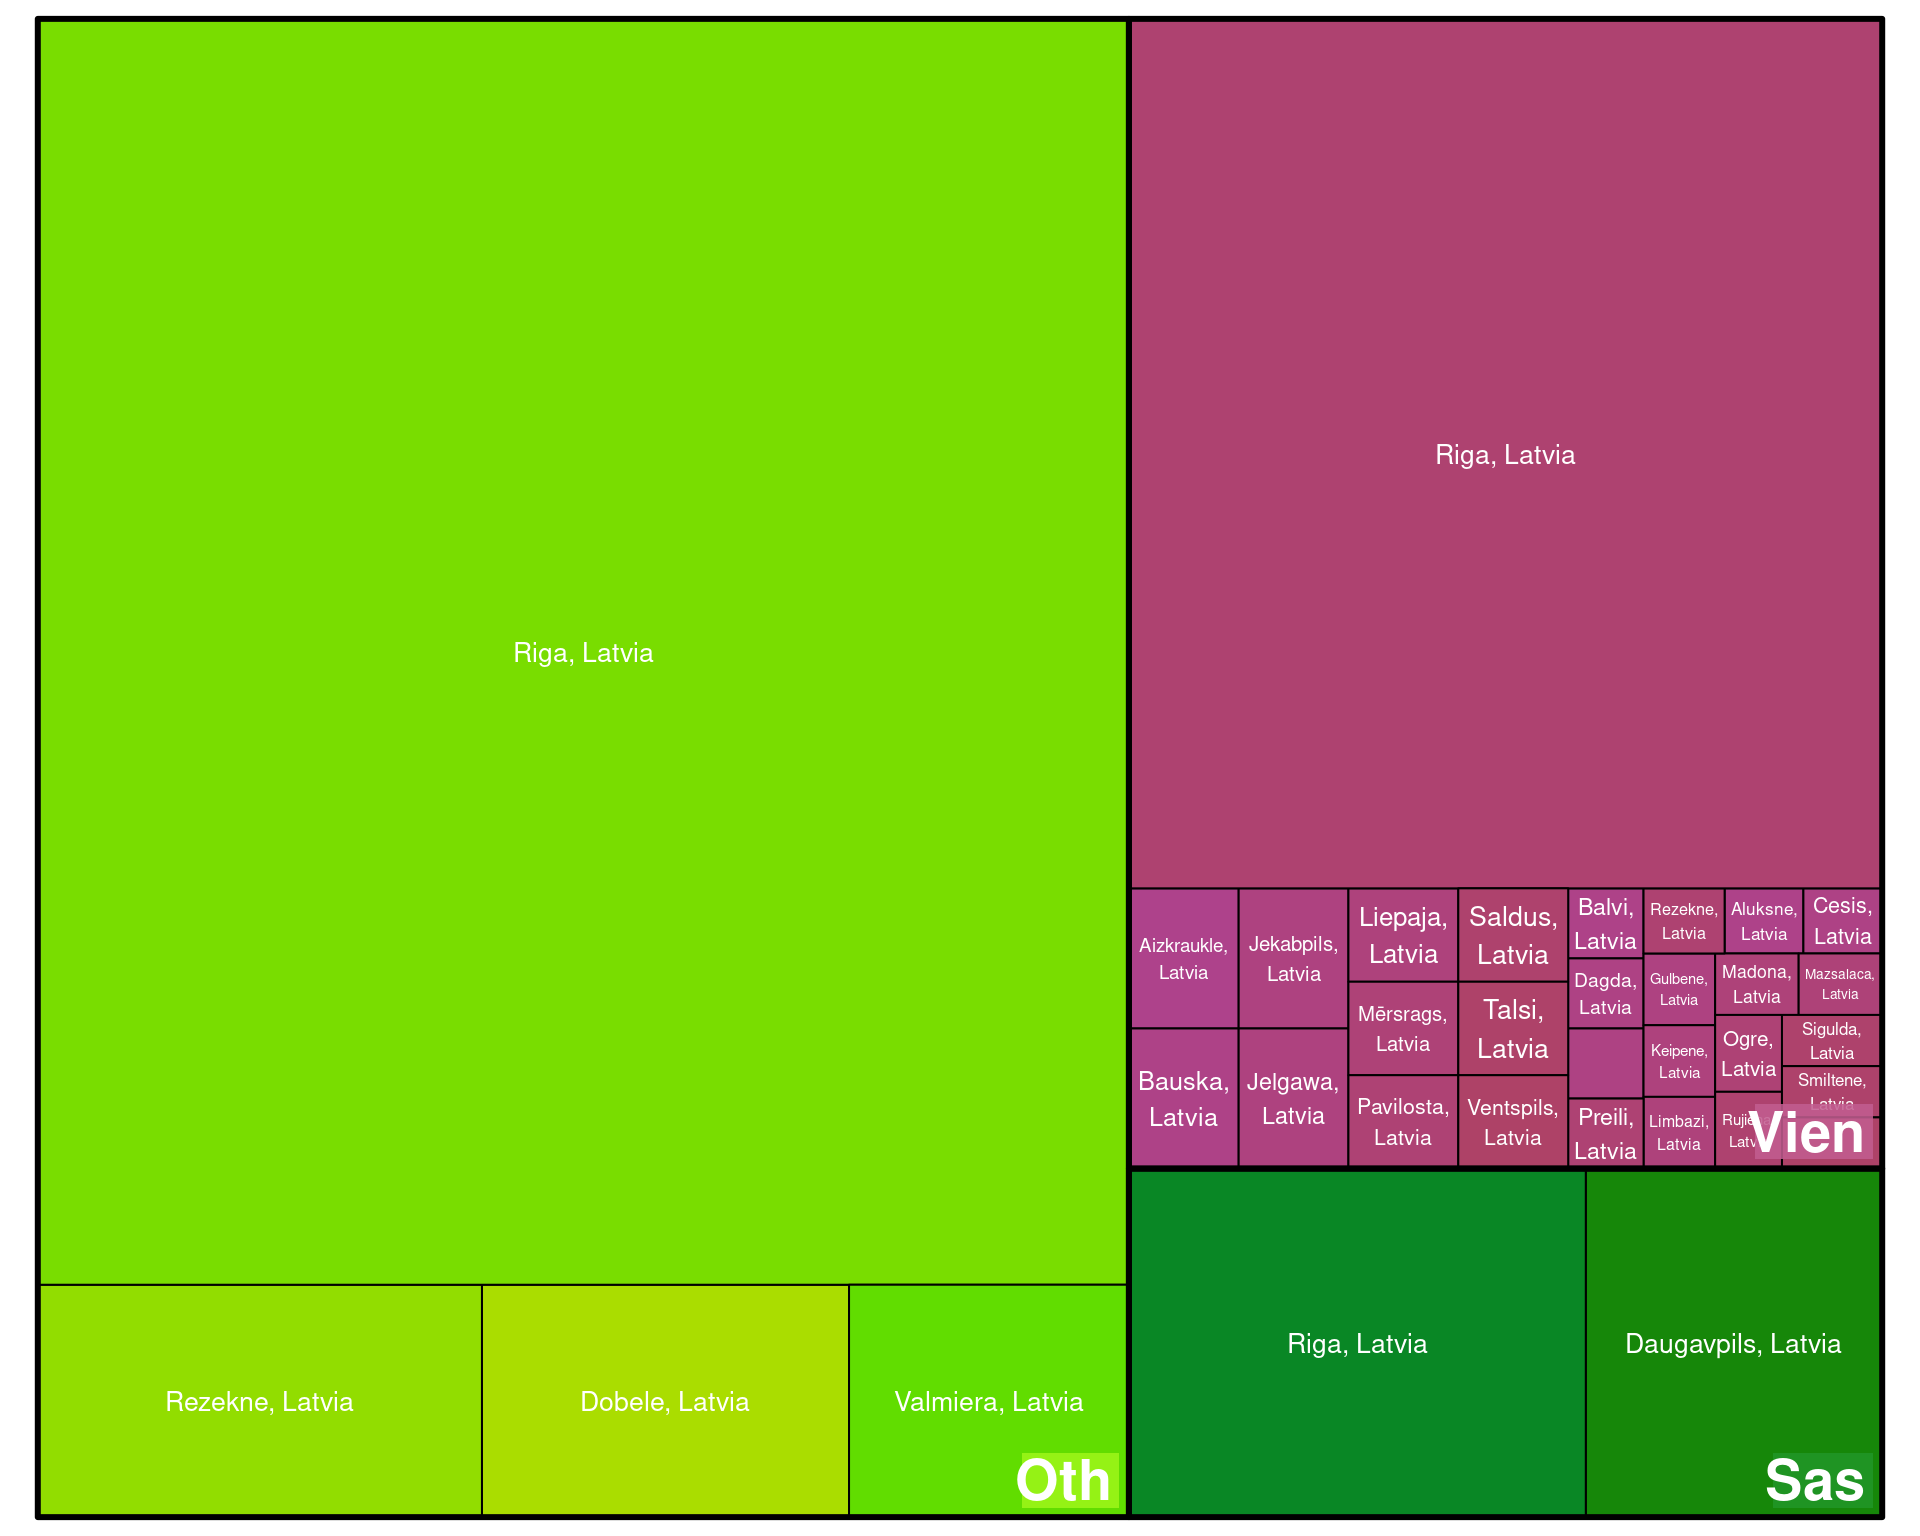 Riga, Latvia
Rezekne, Latvia
Dobele, Latvia
Valmiera, Latvia
Oth
Riga, Latvia
Aizkraukle,
Latvia
Bauska,
Latvia
Jekabpils,
Latvia
Jelgawa,
Latvia
Liepaja,
Latvia
Mērsrags,
Latvia
Pavilosta,
Latvia
Saldus,
Latvia
Talsi,
Latvia
Ventspils,
Latvia
Balvi,
Latvia
Dagda,
Latvia
Preili,
Latvia
Rezekne,
Latvia
Aluksne,
Latvia
Cesis,
Latvia
Gulbene,
Latvia
Keipene,
Latvia
Limbazi,
Latvia
Madona,
Latvia
Mazsalaca,
Latvia
Ogre,
Latvia
Sigulda,
Latvia
Smiltene,
Latvia
Vien
Riga, Latvia
Daugavpils, Latvia
Sas